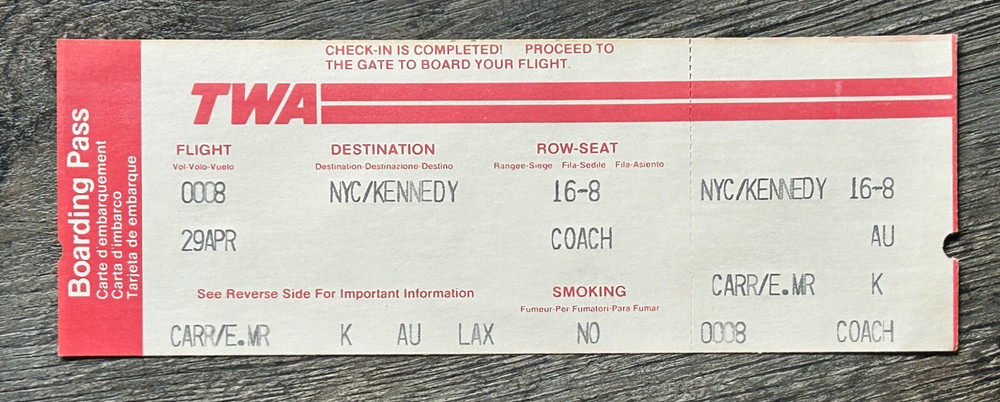 CHECK-IN IS COMPLETED! PROCEED TO
THE GATE TO BOARD YOUR FLIGHT.
TWA
Boarding Pass
Carte d'embarquement
Carta d'imbarco
Tarjeta de embarque
FLIGHT DESTINATION ROW-SEAT
Vol-Volo-Vuelo Destination-Destinazione-Destino Rangee-Siege Fila-Sedile Fila-Asiento
0008 NYC/KENNEDY 16-8 NYC/KENNEDY 16-8
29APR COACH AU
CARR/E.MR K
See Reverse Side For Important Information SMOKING
Fumeur-Per Fumatori-Para Fumar
CARR/E.MR K AU LAX NO 0008 COACH